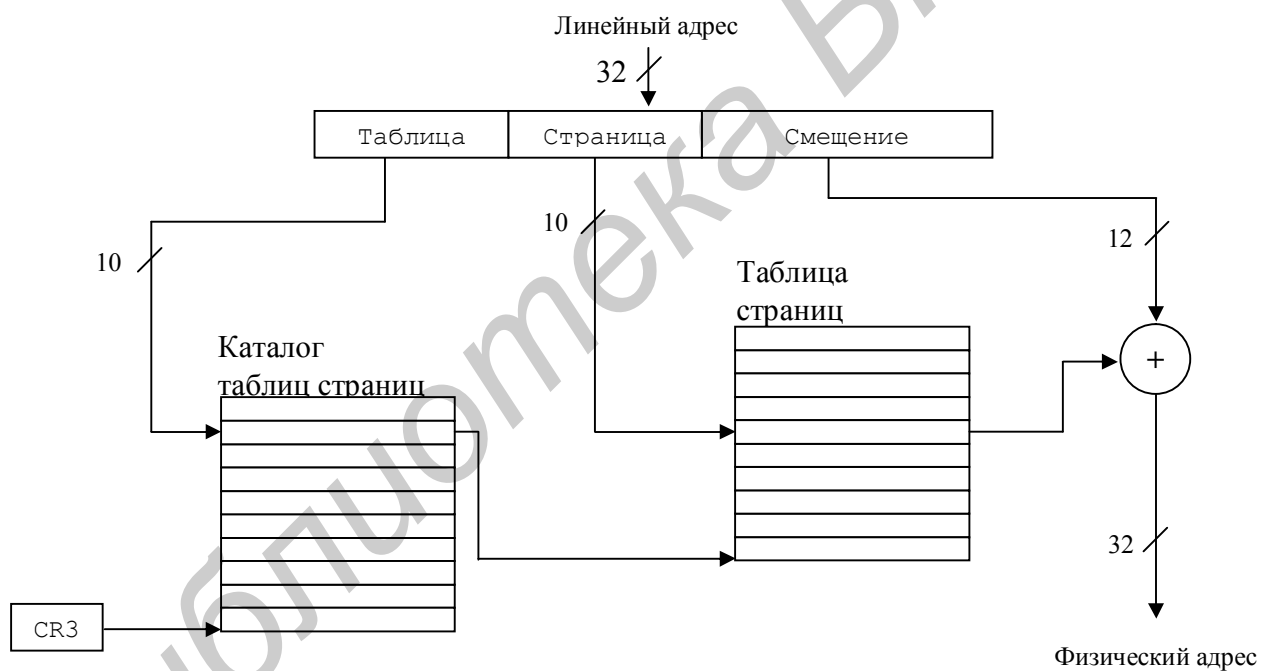 Линейный адрес
32
Таблица
Страница
Смещение
10
10
12
Таблица
страниц
Каталог
таблиц страниц
+
32
CR3
Физический адрес